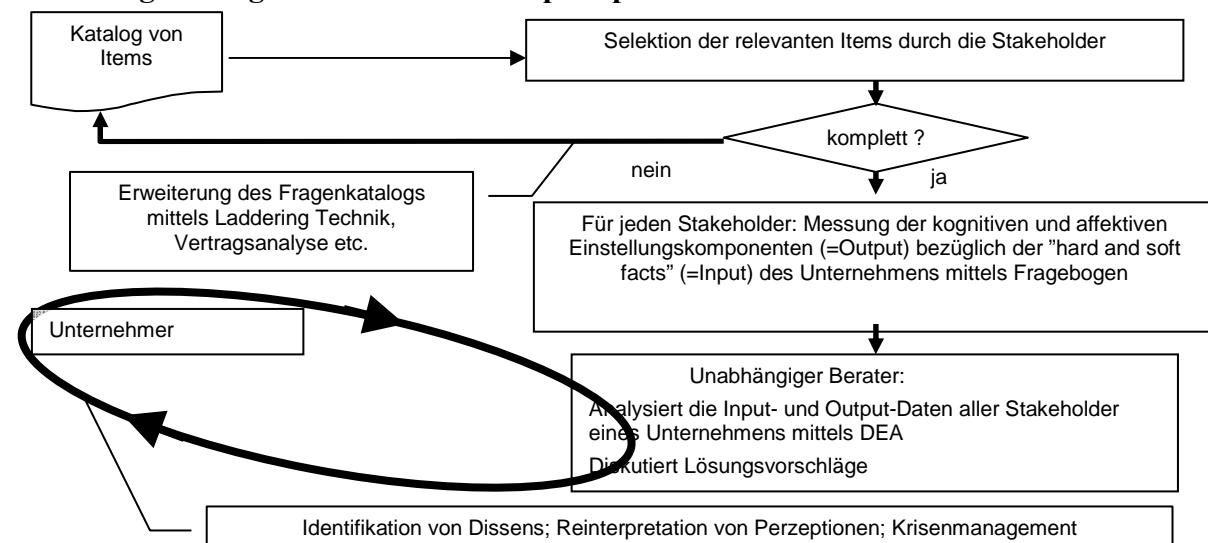 Katalog von
Items
Selektion der relevanten Items durch die Stakeholder
komplett ?
nein
ja
Erweiterung des Fragenkatalogs
mittels Laddering Technik,
Vertragsanalyse etc.
Für jeden Stakeholder: Messung der kognitiven und affektiven
Einstellungskomponenten (=Output) bezüglich der ”hard and soft
facts” (=Input) des Unternehmens mittels Fragebogen
Unternehmer
Unabhängiger Berater:
Analysiert die Input- und Output-Daten aller Stakeholder
eines Unternehmens mittels DEA
Diskutiert Lösungsvorschläge
Identifikation von Dissens; Reinterpretation von Perzeptionen; Krisenmanagement